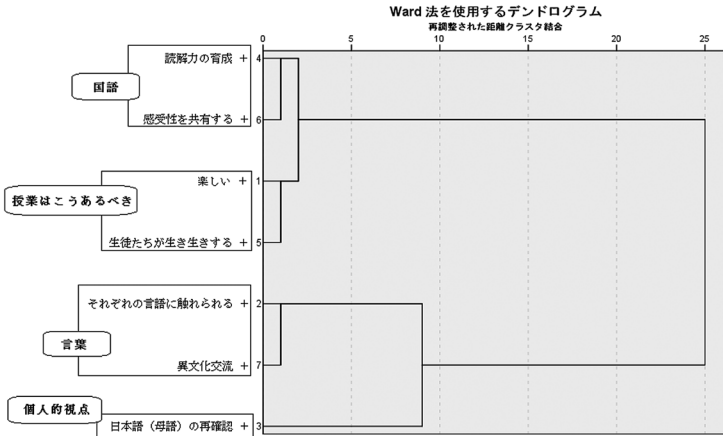 Ward 法を使用するデンドログラム
再調整された距離クラスタ結合
0 5 10 15 20 25
読解力の育成 + 4
国語
感受性を共有する + 6
楽しい + 1
授業はこうあるべき
生徒たちが生き生きする + 5
それぞれの言語に触れられる + 2
言葉
異文化交流 + 7
個人的視点
日本語（母語）の再確認 + 3